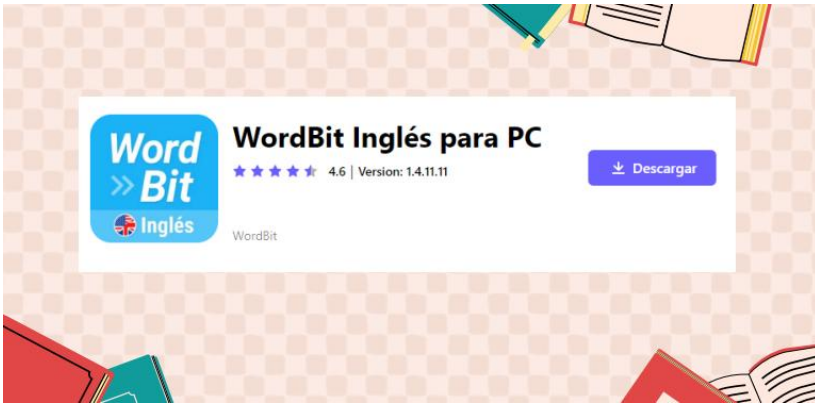 Word
Bit
Inglés
WordBit Inglés para PC
4.6 | Version: 1.4.11.11
Descargar
WordBit